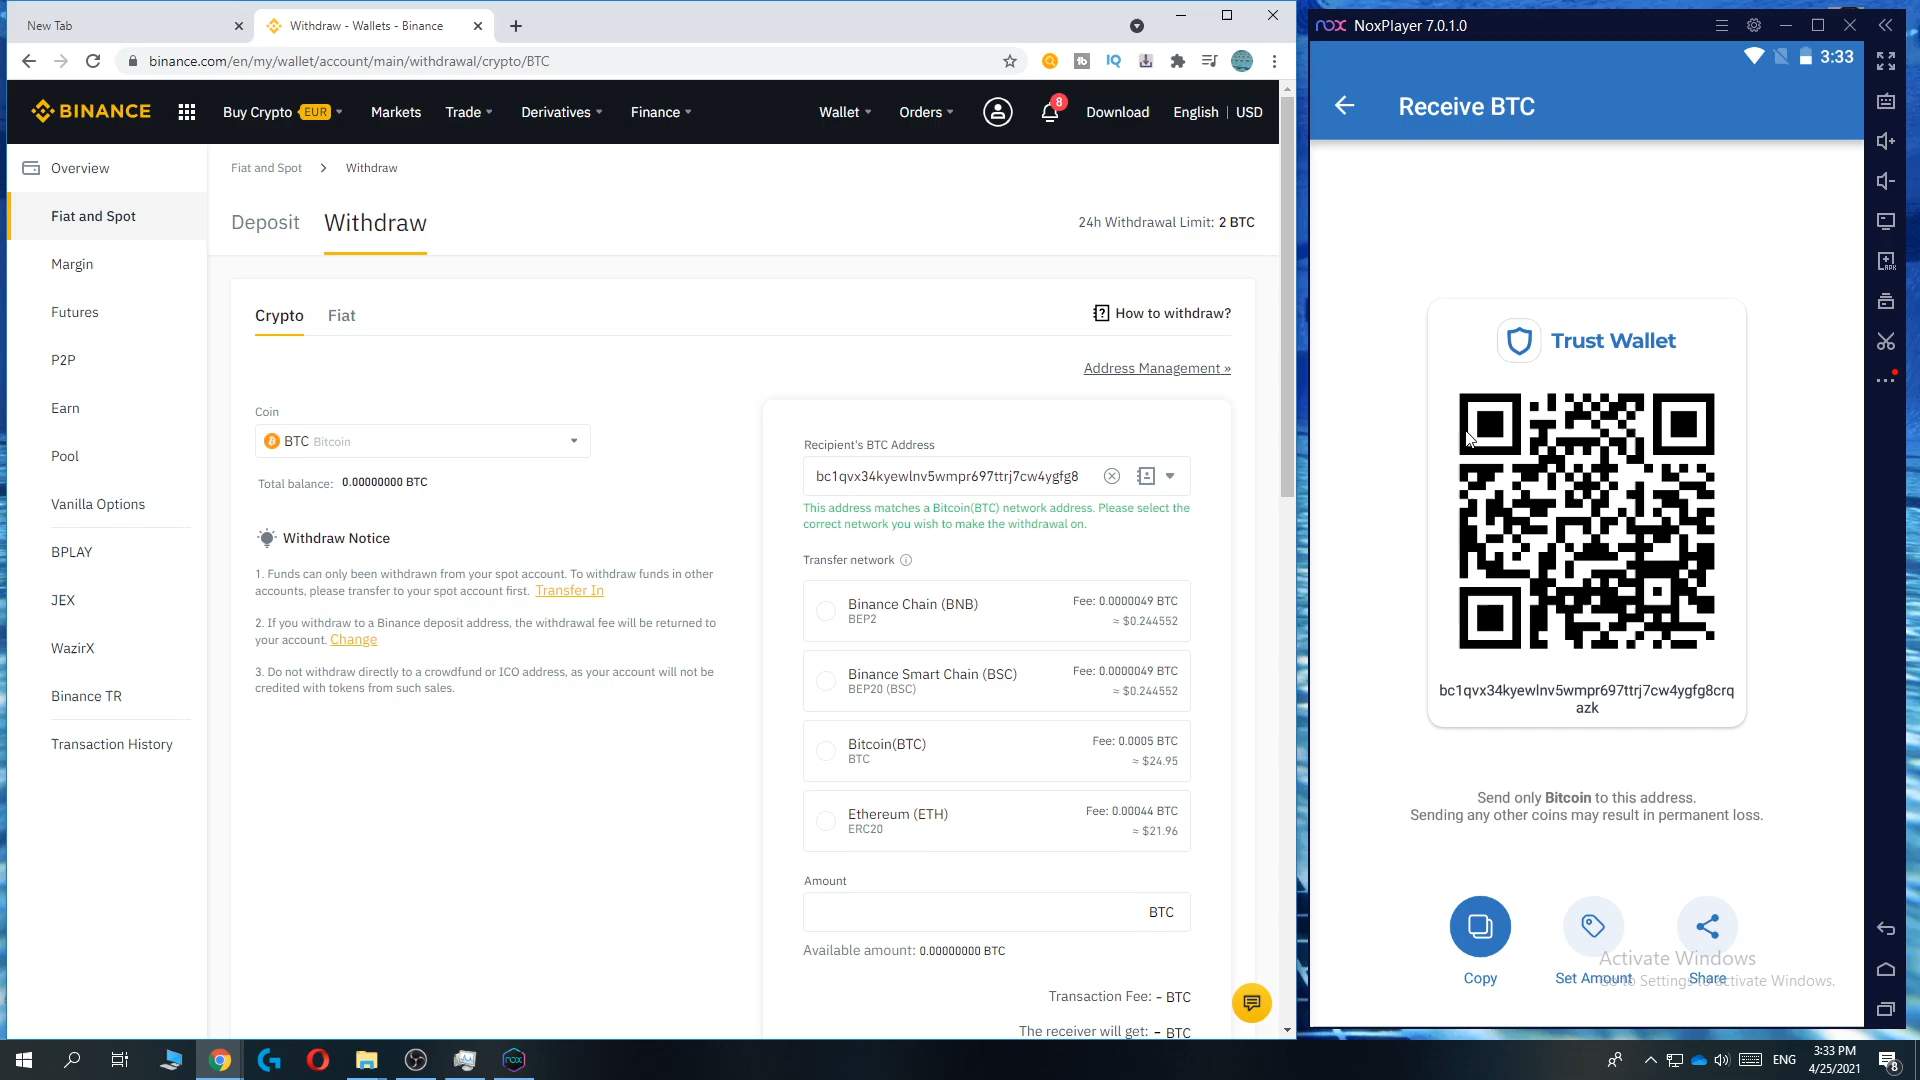 New Tab
Withdraw - Wallets - Binance
binance.com/en/my/wallet/account/main/withdrawal/crypto/BTC
BINANCE
Buy Crypto EUR
Markets
Trade
Derivatives
Finance
Wallet
Orders
8
Download
English | USD
Overview
Fiat and Spot
Margin
Futures
P2P
Earn
Pool
Vanilla Options
BPLAY
JEX
WazirX
Binance TR
Transaction History
Fiat and Spot > Withdraw
Deposit
Withdraw
24h Withdrawal Limit: 2 BTC
Crypto
Fiat
How to withdraw?
Address Management »
Coin
BTC Bitcoin
Total balance: 0.00000000 BTC
Withdraw Notice
1. Funds can only been withdrawn from your spot account. To withdraw funds in other
accounts, please transfer to your spot account first. Transfer In
2. If you withdraw to a Binance deposit address, the withdrawal fee will be returned to
your account. Change
3. Do not withdraw directly to a crowdfund or ICO address, as your account will not be
credited with tokens from such sales.
Recipient's BTC Address
bc1qvx34kyewlnv5wmpr697ttrj7cw4ygfg8
This address matches a Bitcoin(BTC) network address. Please select the
correct network you wish to make the withdrawal on.
Transfer network
Binance Chain (BNB)
BEP2
Fee: 0.0000049 BTC
≈ $0.244552
Binance Smart Chain (BSC)
BEP20 (BSC)
Fee: 0.0000049 BTC
≈ $0.244552
Bitcoin(BTC)
BTC
Fee: 0.0005 BTC
≈ $24.95
Ethereum (ETH)
ERC20
Fee: 0.00044 BTC
≈ $21.96
Amount
BTC
Available amount: 0.00000000 BTC
Transaction Fee: - BTC
The receiver will get: - BTC
nox NoxPlayer 7.0.1.0
3:33
Receive BTC
Trust Wallet
bc1qvx34kyewlnv5wmpr697ttrj7cw4ygfg8crq
azk
Send only Bitcoin to this address.
Sending any other coins may result in permanent loss.
Copy
Set Amount
Share
Activate Windows
Go to Settings to activate Windows.
ENG
3:33 PM
4/25/2021
8